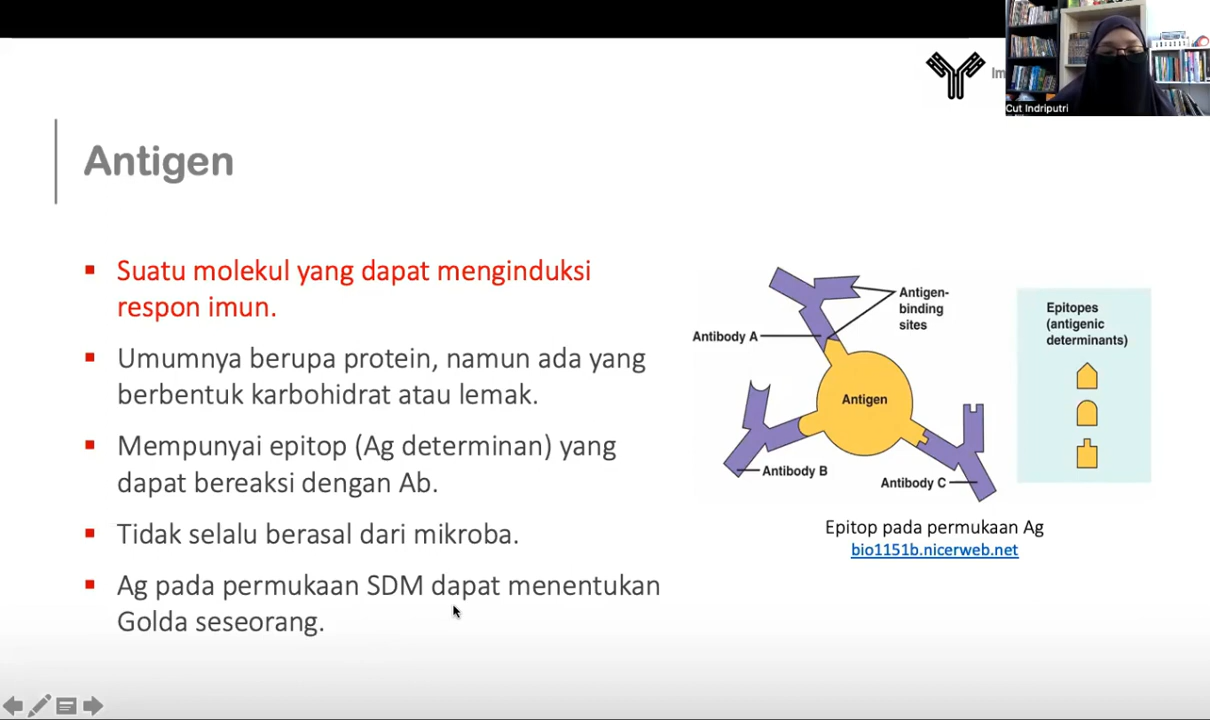 Im
Cut Indriputri
Antigen
Suatu molekul yang dapat menginduksi
respon imun.
Umumnya berupa protein, namun ada yang
berbentuk karbohidrat atau lemak.
Mempunyai epitop (Ag determinan) yang
dapat bereaksi dengan Ab.
Tidak selalu berasal dari mikroba.
Ag pada permukaan SDM dapat menentukan
Golda seseorang.
Antigen-
binding
sites
Antibody A
Antigen
Antibody B
Antibody C
Epitopes
(antigenic
determinants)
Epitop pada permukaan Ag
bio1151b.nicerweb.net